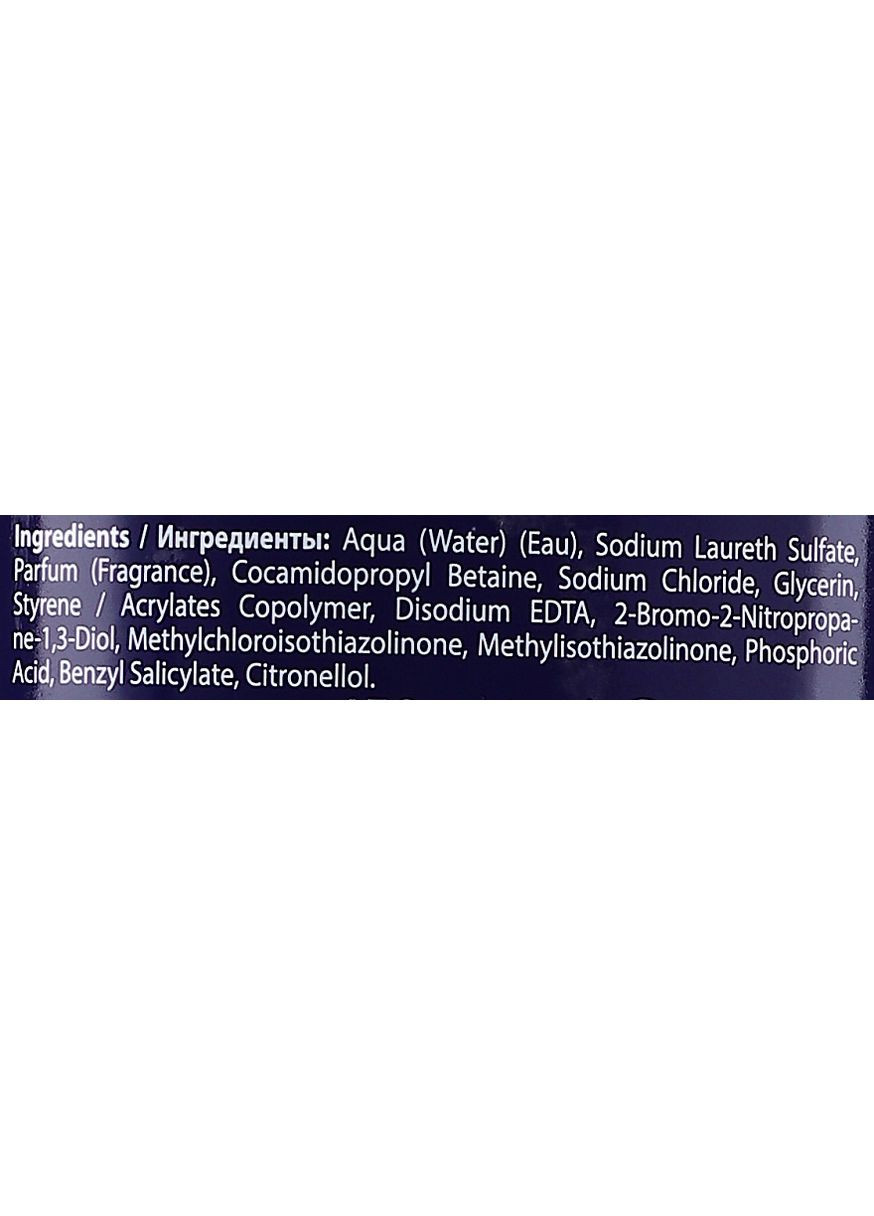 Ingredients / Ингредиенты: Aqua (Water) (Eau), Sodium Laureth Sulfate,
Parfum (Fragrance), Cocamidopropyl Betaine, Sodium Chloride, Glycerin,
Styrene / Acrylates Copolymer, Disodium EDTA, 2-Bromo-2-Nitropropa-
ne-1,3-Diol, Methylchloroisothiazolinone, Methylisothiazolinone, Phosphoric
Acid, Benzyl Salicylate, Citronellol.